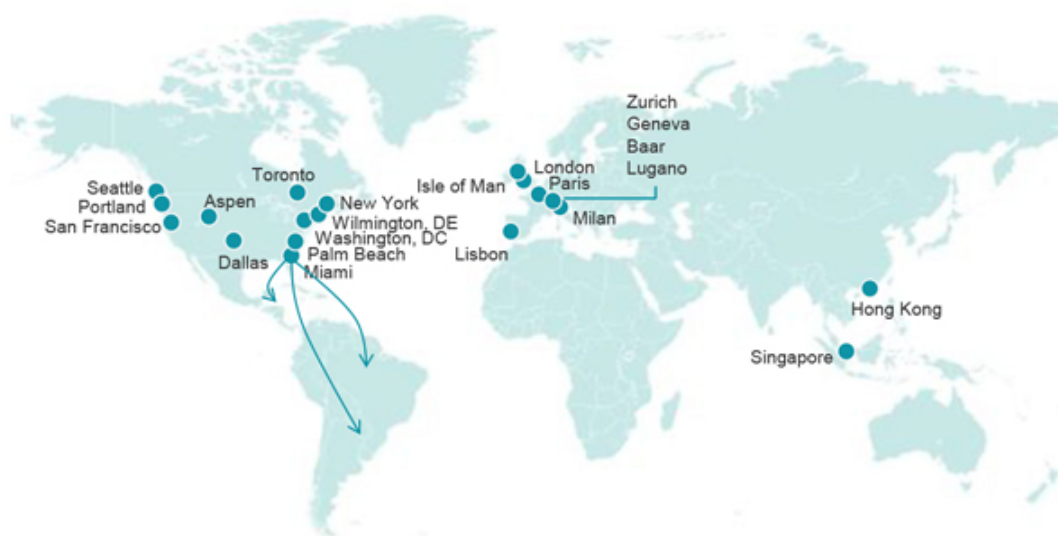 Zurich
Geneva
Baar
Lugano
London
Isle of Man
Paris
Milan
Lisbon
Toronto
Seattle
Portland
San Francisco
Aspen
Dallas
New York
Wilmington, DE
Washington, DC
Palm Beach
Miami
Hong Kong
Singapore